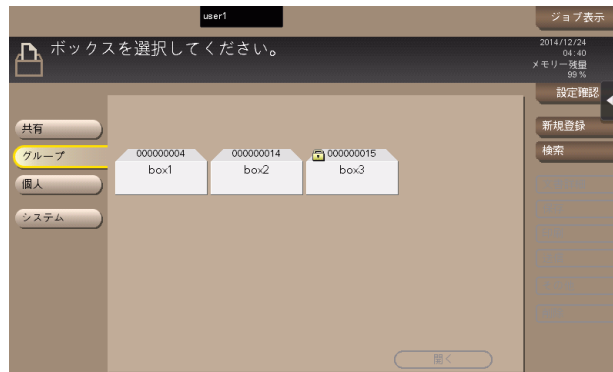 user1
ジョブ表示
ボックスを選択してください。
2014/12/24
04:40
メモリー残量
99 %
設定確認
共有
新規登録
グループ
検索
000000004
000000014
000000015
box1
box2
box3
個人
システム
開く